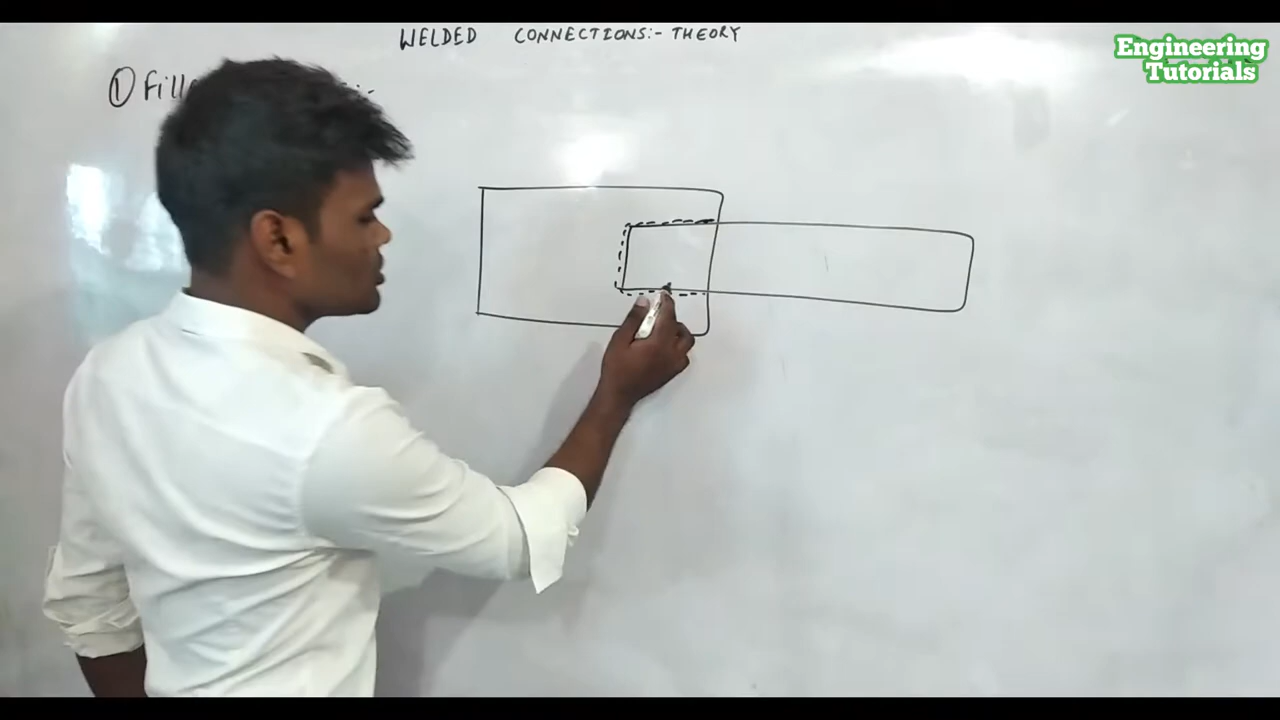 WELDED CONNECTIONS:- THEORY
Engineering
Tutorials
① Fill